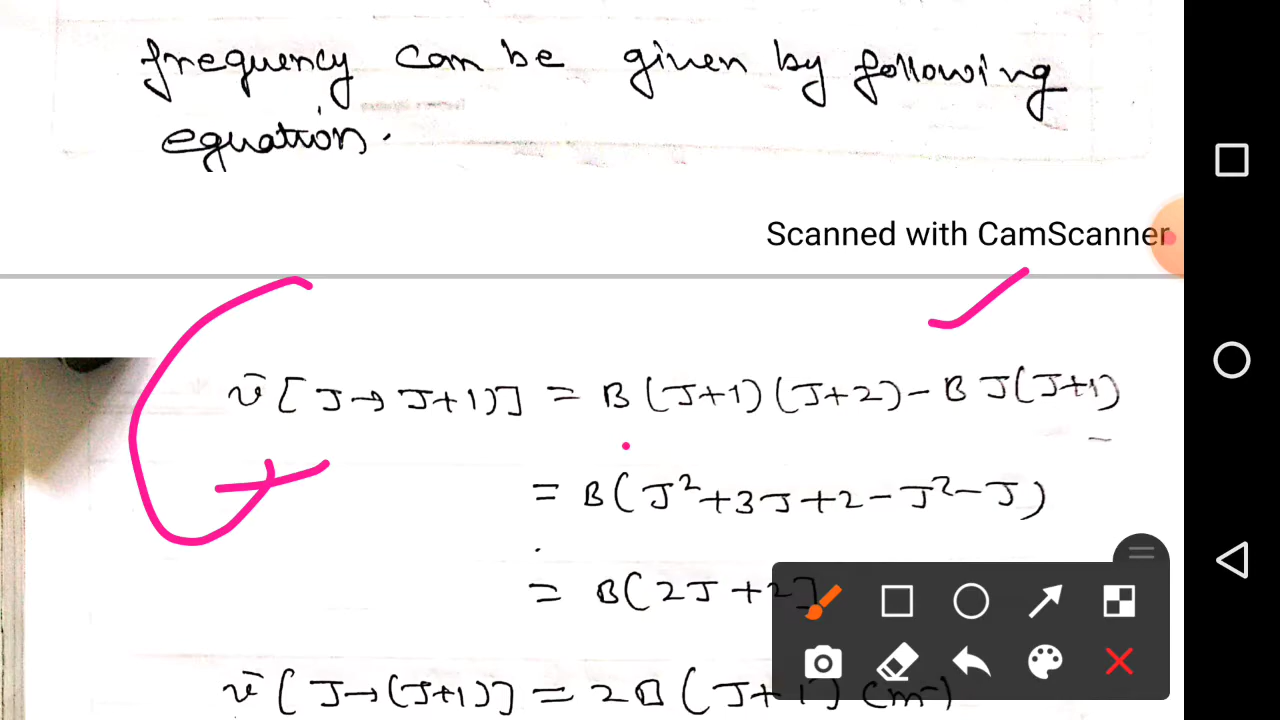 frequency can be given by following
equation.
Scanned with CamScanner
ν̄ [J→J+1)] = B(J+1)(J+2)-BJ(J+1)
= B(J²+3J+2-J²-J)
= B(2J+2]
ν̄ [J→(J+1)] = 2B(J+1) cm⁻¹)